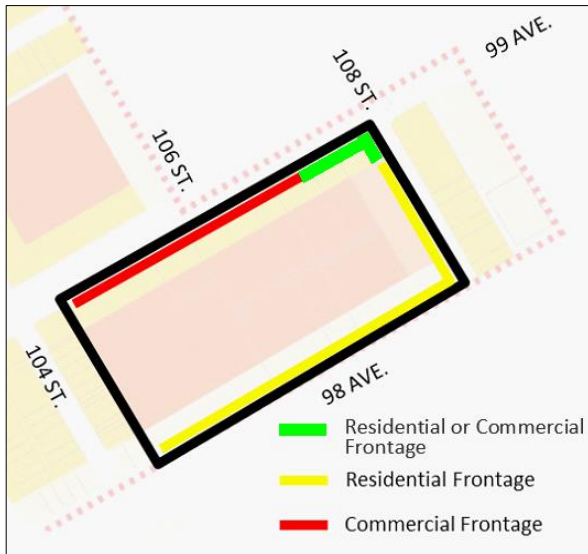 99 AVE.
108 ST.
106 ST.
104 ST.
98 AVE.
Residential or Commercial
Frontage
Residential Frontage
Commercial Frontage